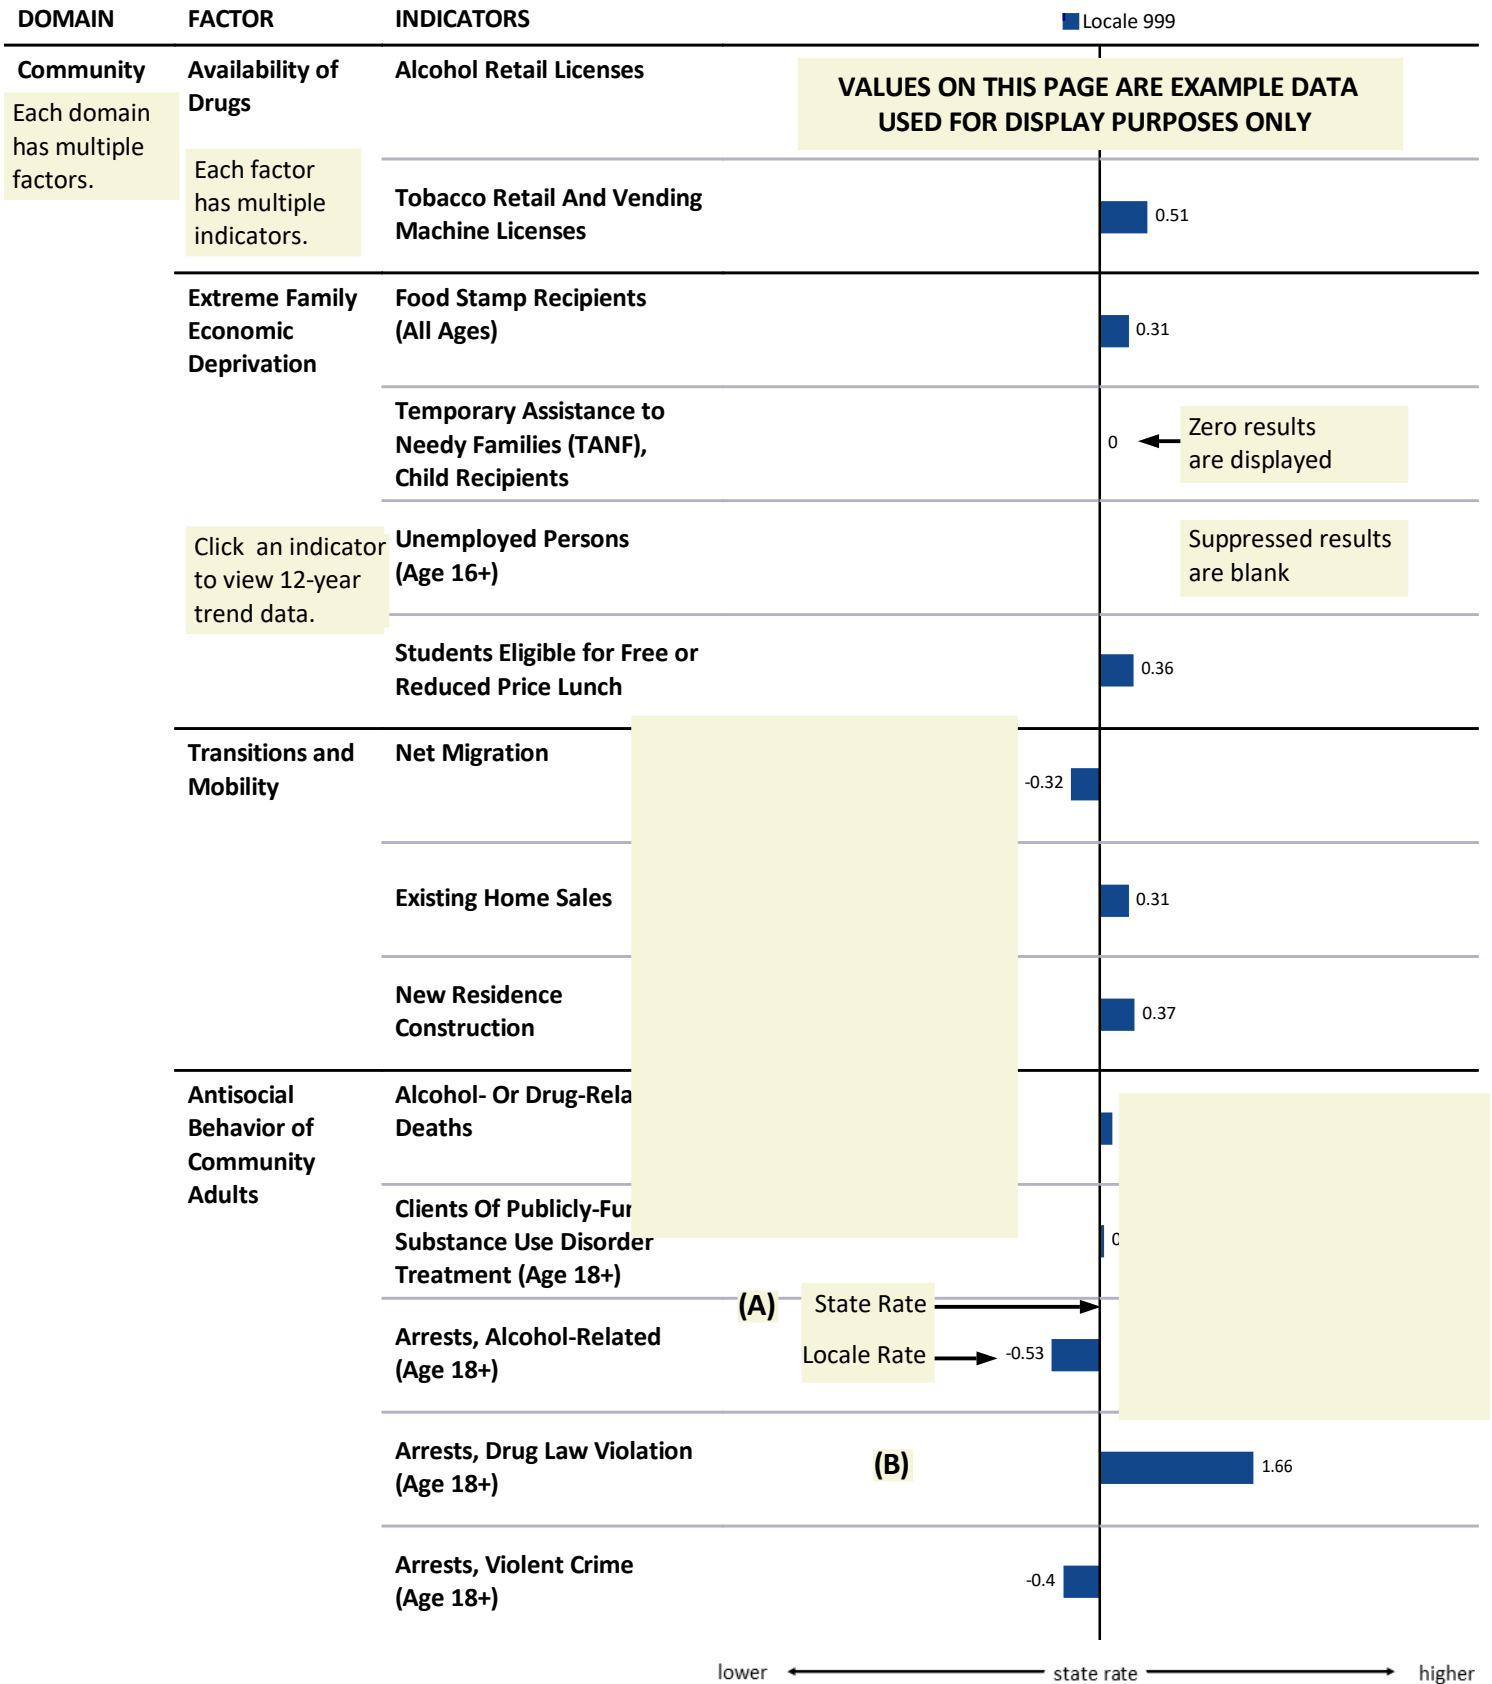 DOMAIN FACTOR INDICATORS Locale 999
Community
Each domain
has multiple
factors.
Availability of
Drugs
Each factor
has multiple
indicators.
Alcohol Retail Licenses
VALUES ON THIS PAGE ARE EXAMPLE DATA
USED FOR DISPLAY PURPOSES ONLY
Tobacco Retail And Vending
Machine Licenses
0.51
Extreme Family
Economic
Deprivation
Food Stamp Recipients
(All Ages)
0.31
Temporary Assistance to
Needy Families (TANF),
Child Recipients
0
Zero results
are displayed
Click an indicator
to view 12-year
trend data.
Unemployed Persons
(Age 16+)
Suppressed results
are blank
Students Eligible for Free or
Reduced Price Lunch
0.36
Transitions and
Mobility
Net Migration
-0.32
Existing Home Sales
0.31
New Residence
Construction
0.37
Antisocial
Behavior of
Community
Adults
Alcohol- Or Drug-Rela
Deaths
Clients Of Publicly-Fu
Substance Use Disorder
Treatment (Age 18+)
0
(A) State Rate
Arrests, Alcohol-Related
(Age 18+)
Locale Rate -0.53
Arrests, Drug Law Violation
(Age 18+)
(B)
1.66
Arrests, Violent Crime
(Age 18+)
-0.4
lower state rate higher